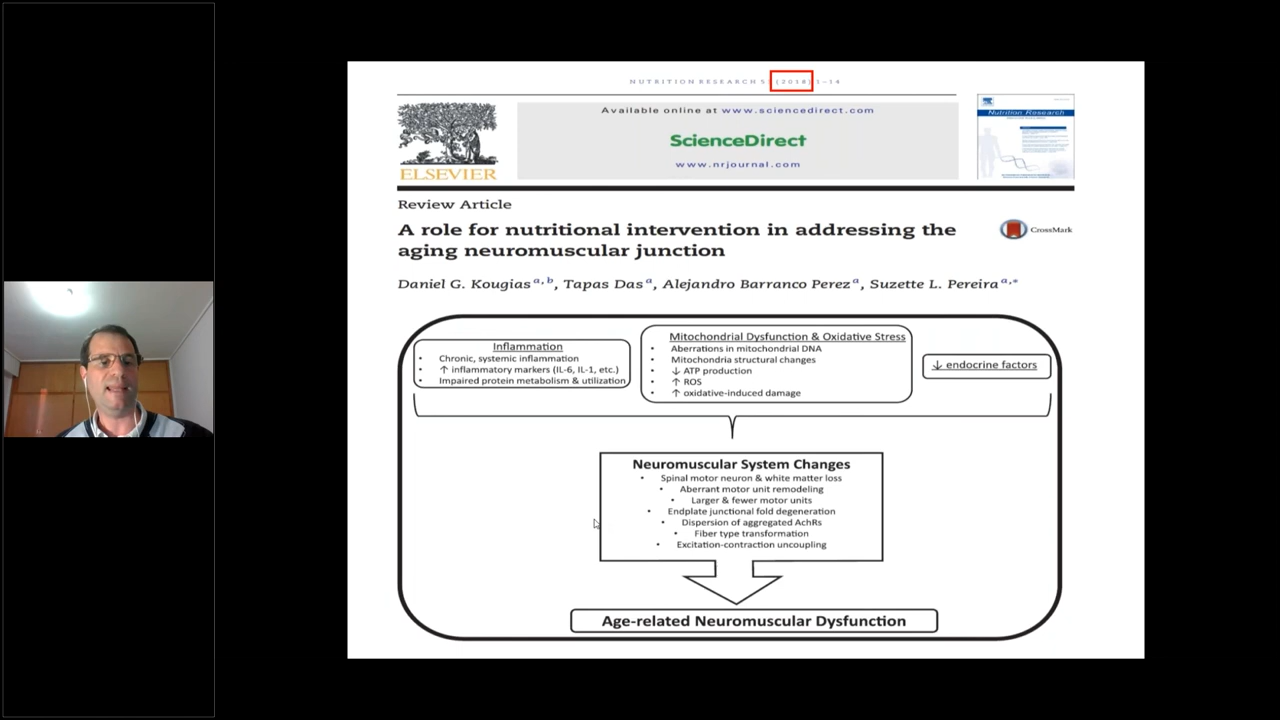 NUTRITION RESEARCH 5 (2018) 1–14
ELSEVIER
Available online at www.sciencedirect.com
ScienceDirect
www.nrjournal.com
Nutrition Research
Review Article
A role for nutritional intervention in addressing the
aging neuromuscular junction
CrossMark
Daniel G. Kougias a,b, Tapas Das a, Alejandro Barranco Perez a, Suzette L. Pereira a,*
Inflammation
• Chronic, systemic inflammation
• ↑ inflammatory markers (IL-6, IL-1, etc.)
• Impaired protein metabolism & utilization
Mitochondrial Dysfunction & Oxidative Stress
• Aberrations in mitochondrial DNA
• Mitochondria structural changes
• ↓ ATP production
• ↑ ROS
• ↑ oxidative-induced damage
↓ endocrine factors
Neuromuscular System Changes
• Spinal motor neuron & white matter loss
• Aberrant motor unit remodeling
• Larger & fewer motor units
• Endplate junctional fold degeneration
• Dispersion of aggregated AchRs
• Fiber type transformation
• Excitation-contraction uncoupling
Age-related Neuromuscular Dysfunction